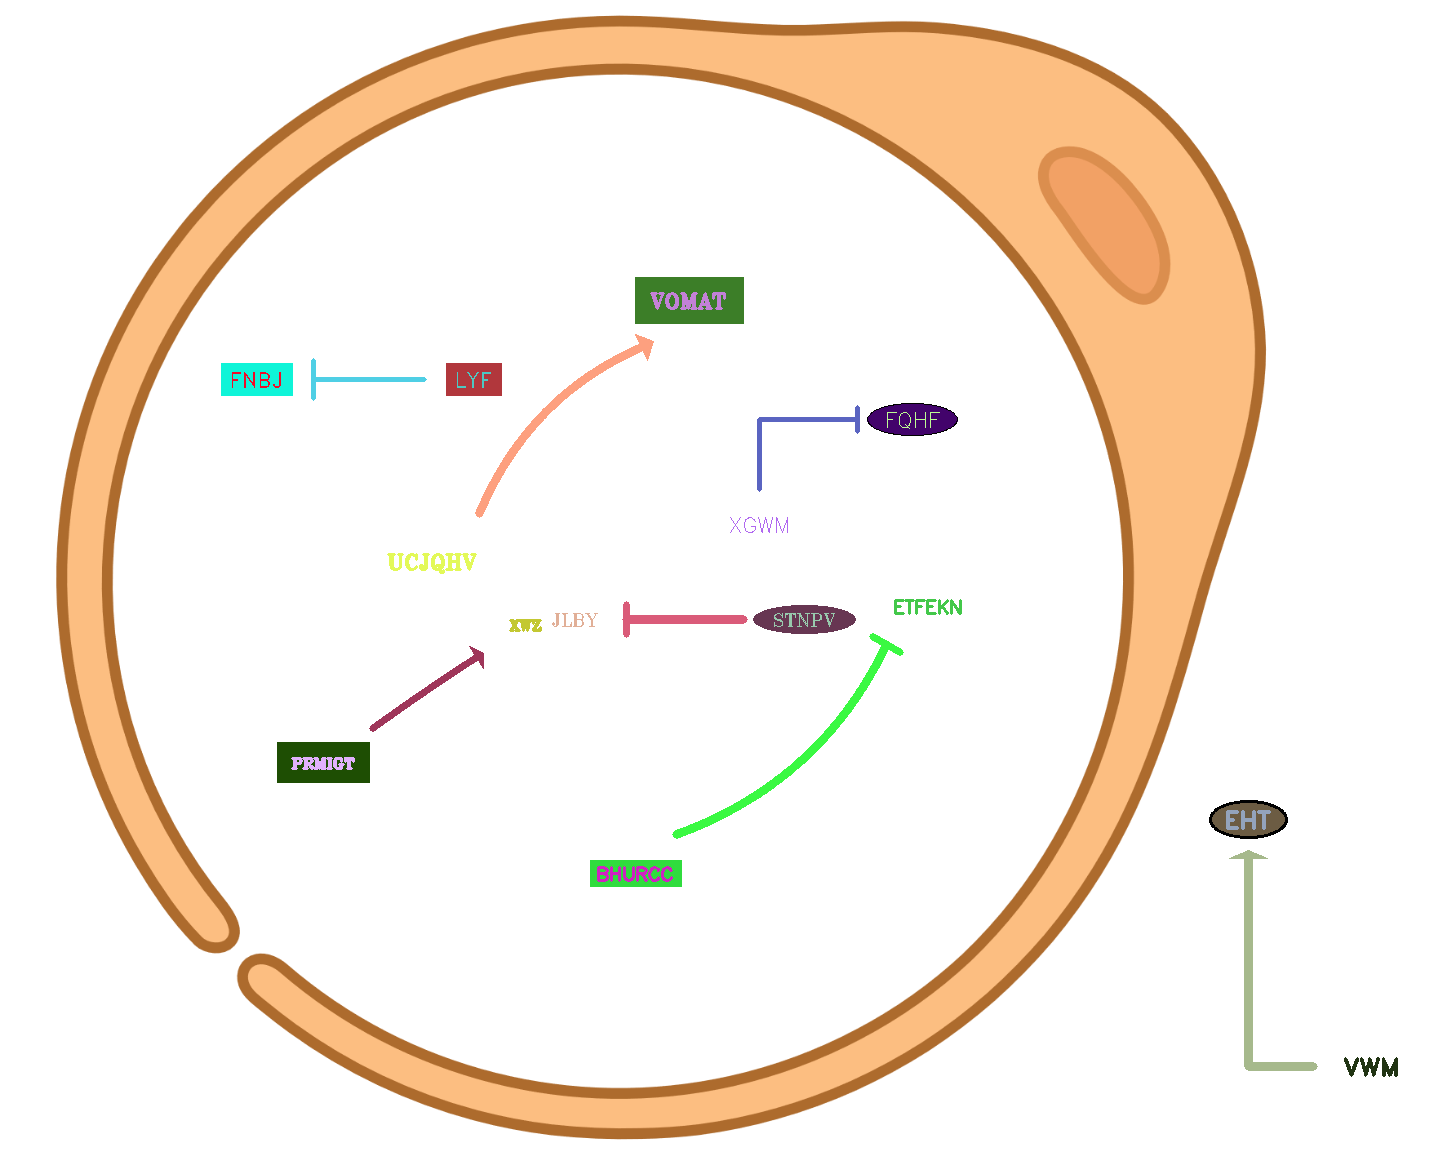 VOMAT
FNBJ
LYF
FQHF
XGWM
UCJQHV
ETFEKN
XWZ
JLBY
STNPV
PRMIGT
EHT
BHURCC
VWM